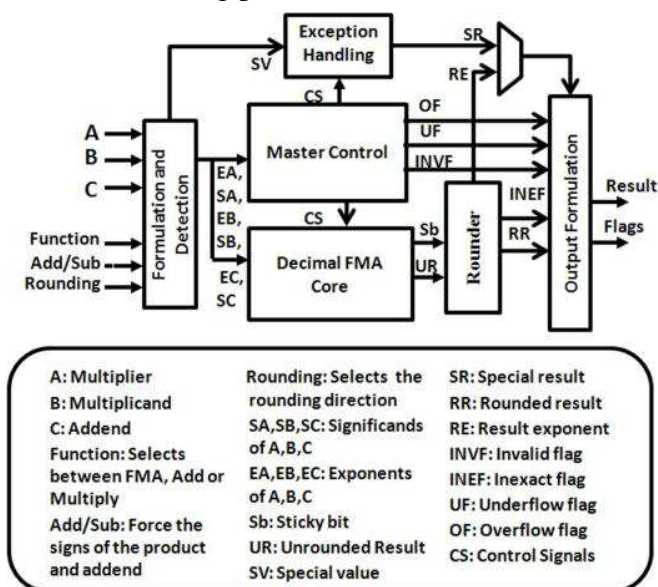 Exception
Handling
SV
SR
RE
CS
OF
UF
INVF
A
B
C
Function
Add/Sub
Rounding
Formulation and
Detection
EA,
SA,
EB,
SB,
EC,
SC
Master Control
CS
Decimal FMA
Core
Sb
UR
Rounder
INEF
RR
Output Formulation
Result
Flags
A: Multiplier
B: Multiplicand
C: Addend
Function: Selects
between FMA, Add or
Multiply
Add/Sub: Force the
signs of the product
and addend
Rounding: Selects the
rounding direction
SA,SB,SC: Significands
of A,B,C
EA,EB,EC: Exponents
of A,B,C
Sb: Sticky bit
UR: Unrounded Result
SV: Special value
SR: Special result
RR: Rounded result
RE: Result exponent
INVF: Invalid flag
INEF: Inexact flag
UF: Underflow flag
OF: Overflow flag
CS: Control Signals